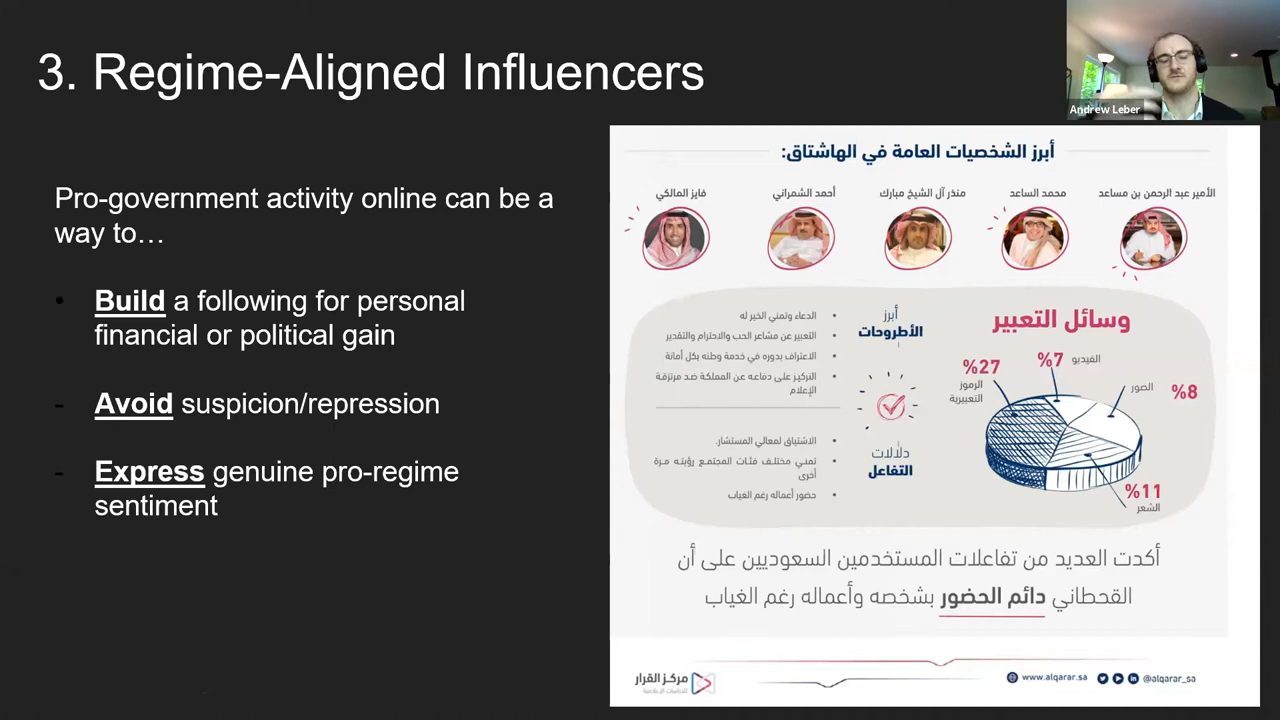 3. Regime-Aligned Influencers
Andrew Leber
Pro-government activity online can be a
way to…
Build a following for personal
financial or political gain
Avoid suspicion/repression
Express genuine pro-regime
sentiment
أبرز الشخصيات العامة في الهاشتاق:
الأمير عبد الرحمن بن مساعد
محمد الساعد
منذر آل الشيخ مبارك
أحمد الشمراني
فايز المالكي
وسائل التعبير
%7 الفيديو
%27
الرموز
التعبيرية
الصور
%8
%11
الشعر
أبرز
الأطروحات
الدعاء وتمني الخير له
التعبير عن مشاعر الحب والاحترام والتقدير
الاعتراف بدوره في خدمة وطنه بكل أمانة
التركيز على دفاعه عن المملكة ضد مرتزقة
الإعلام
دلالات
التفاعل
الاشتياق لمعالي المستشار.
تمني مختلف فئات المجتمع رؤيته مرة
أخرى
حضور أعماله رغم الغياب
أكدت العديد من تفاعلات المستخدمين السعوديين على أن
القحطاني دائم الحضور بشخصه وأعماله رغم الغياب
مركز القرار
للدراسات الإعلامية
www.alqarar.sa
@alqarar_sa